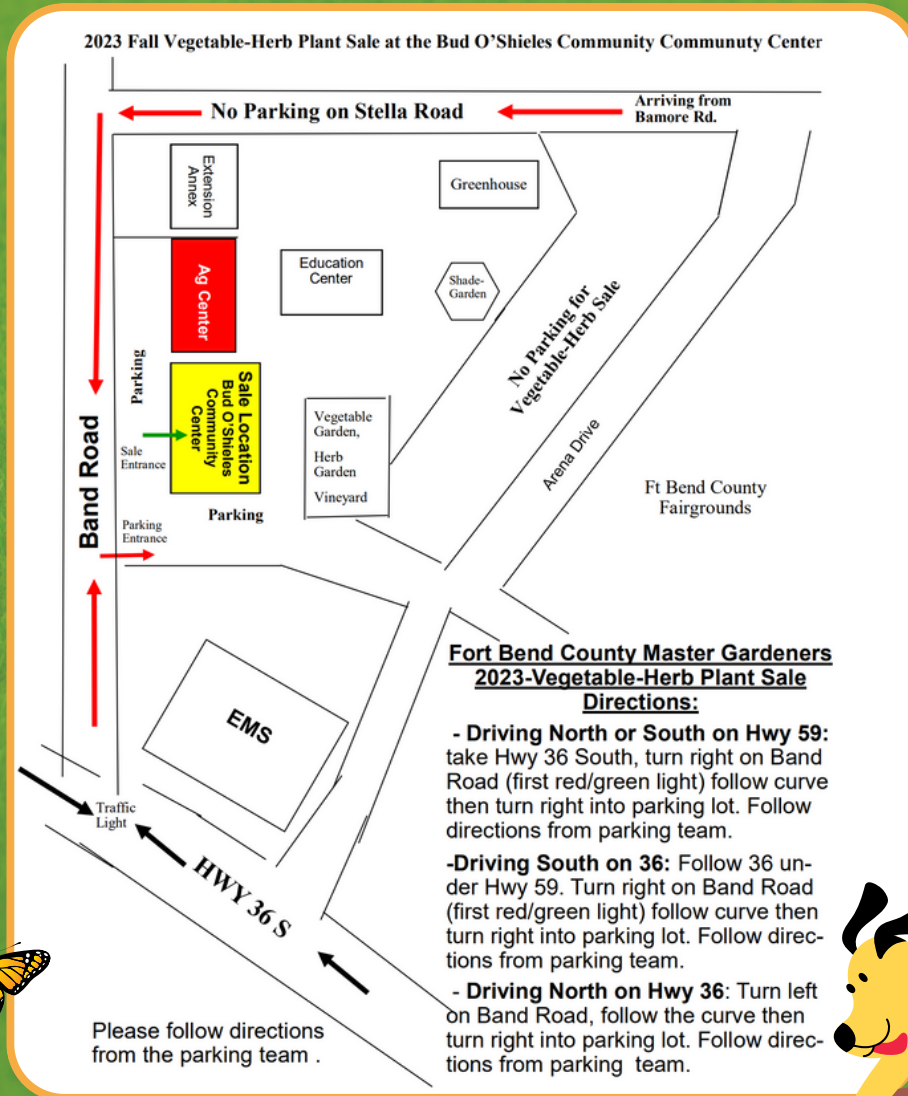 2023 Fall Vegetable-Herb Plant Sale at the Bud O'Shieles Community Communuty Center
No Parking on Stella Road
Arriving from
Bamore Rd.
Extension
Annex
Greenhouse
Ag Center
Education
Center
Shade-
Garden
No Parking for
Vegetable-Herb Sale
Parking
Sale Location
Bud O'Shieles
Community
Center
Vegetable
Garden,
Herb
Garden
Vineyard
Band Road
Sale
Entrance
Arena Drive
Ft Bend County
Fairgrounds
Parking
Parking
Entrance
EMS
Fort Bend County Master Gardeners
2023-Vegetable-Herb Plant Sale
Directions:
- Driving North or South on Hwy 59:
take Hwy 36 South, turn right on Band
Road (first red/green light) follow curve
then turn right into parking lot. Follow
directions from parking team.
-Driving South on 36: Follow 36 un-
der Hwy 59. Turn right on Band Road
(first red/green light) follow curve then
turn right into parking lot. Follow direc-
tions from parking team.
- Driving North on Hwy 36: Turn left
on Band Road, follow the curve then
turn right into parking lot. Follow direc-
tions from parking team.
Traffic
Light
HWY 36 S
Please follow directions
from the parking team .